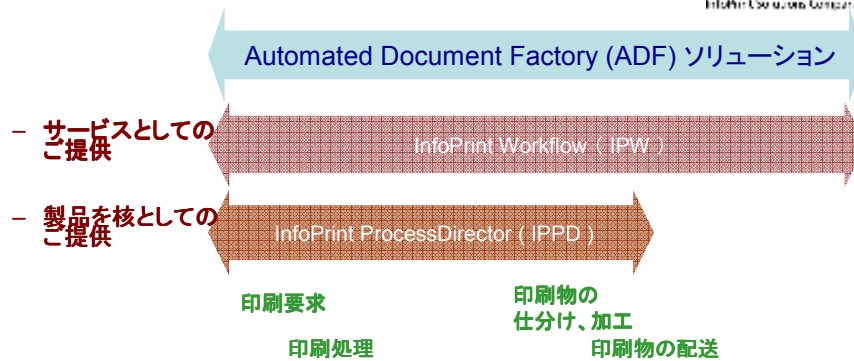 InfoPrint Solutions Company
Automated Document Factory (ADF) ソリューション
– サービスとしての
ご提供
InfoPrint Workflow ( IPW )
– 製品を核としての
ご提供
InfoPrint ProcessDirector ( IPPD )
印刷要求
印刷物の
仕分け、加工
印刷処理
印刷物の配送